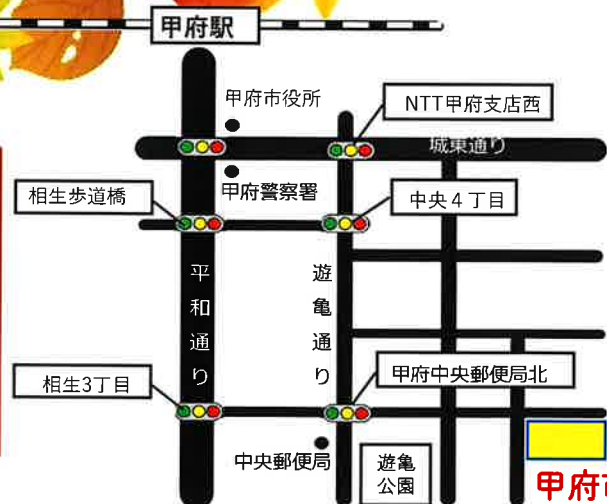 甲府駅
甲府市役所
NTT甲府支店西
城東通り
甲府警察署
相生歩道橋
中央4丁目
平和通り
遊亀通り
相生3丁目
甲府中央郵便局北
中央郵便局
遊亀
公園
甲府